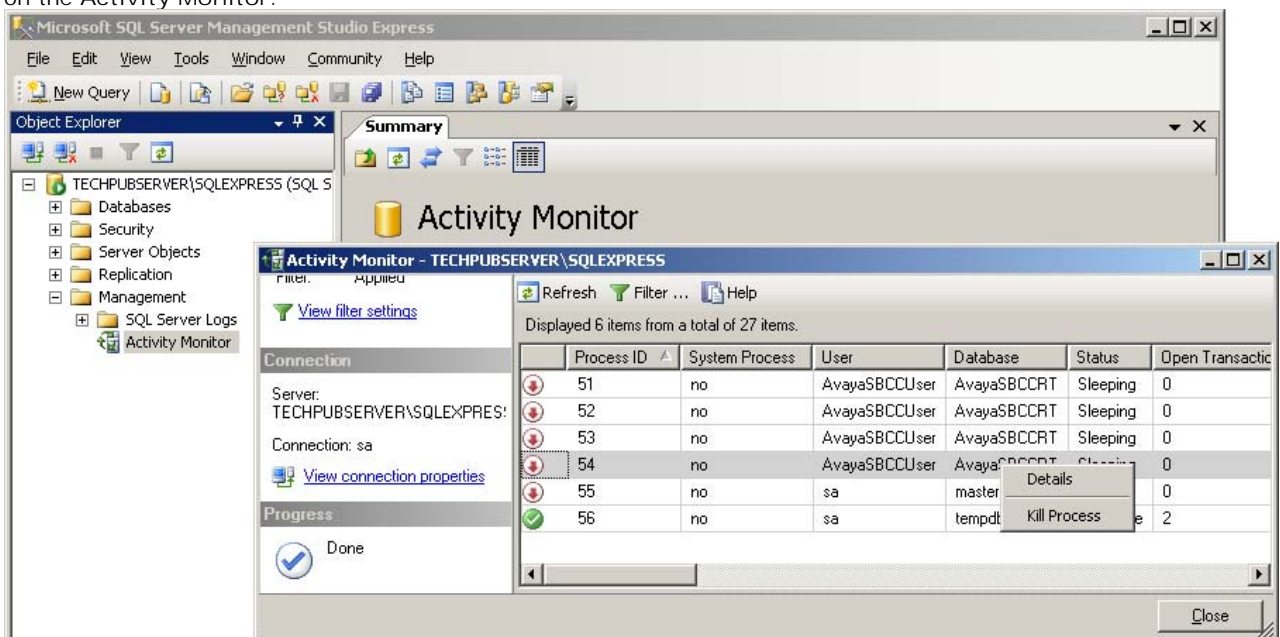 on the Activity Monitor.
Microsoft SQL Server Management Studio Express
File Edit View Tools Window Community Help
New Query
Object Explorer
Summary
TECHPUBSERVER\SQLEXPRESS (SQL S
Databases
Security
Server Objects
Replication
Management
SQL Server Logs
Activity Monitor
Activity Monitor
Activity Monitor - TECHPUBSERVER\SQLEXPRESS
Filter: Applied
View filter settings
Connection
Server:
TECHPUBSERVER\SQLEXPRES
Connection: sa
View connection properties
Progress
Done
Refresh Filter ... Help
Displayed 6 items from a total of 27 items.
Process ID System Process User Database Status Open Transactic
51 no AvayaSBCCUser AvayaSBCCRT Sleeping 0
52 no AvayaSBCCUser AvayaSBCCRT Sleeping 0
53 no AvayaSBCCUser AvayaSBCCRT Sleeping 0
54 no AvayaSBCCUser AvayaSBCCRT Sleeping 0
55 no sa master 0
56 no sa tempdb e 2
Details
Kill Process
Close